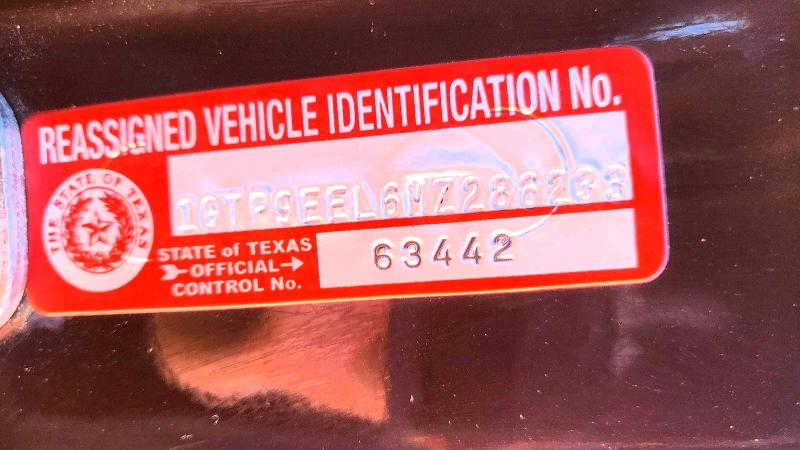 REASSIGNED VEHICLE IDENTIFICATION No.
1GTP9EEL6MZ286233
THE STATE OF TEXAS
STATE of TEXAS
OFFICIAL
CONTROL No.
63442